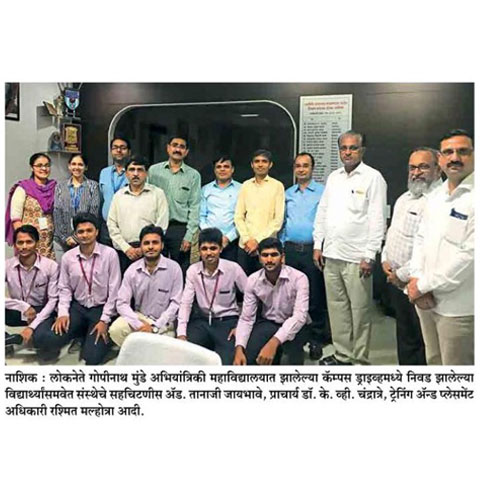 नाशिक : लोकनेते गोपीनाथ मुंडे अभियांत्रिकी महाविद्यालयात झालेल्या कॅम्पस ड्राइव्हमध्ये निवड झालेल्या
विद्यार्थ्यांसमवेत संस्थेचे सहचिटणीस ॲड. तानाजी जायभावे, प्राचार्य डॉ. के. व्ही. चंद्रात्रे, ट्रेनिंग ॲन्ड प्लेसमेंट
अधिकारी रश्मित मल्होत्रा आदी.